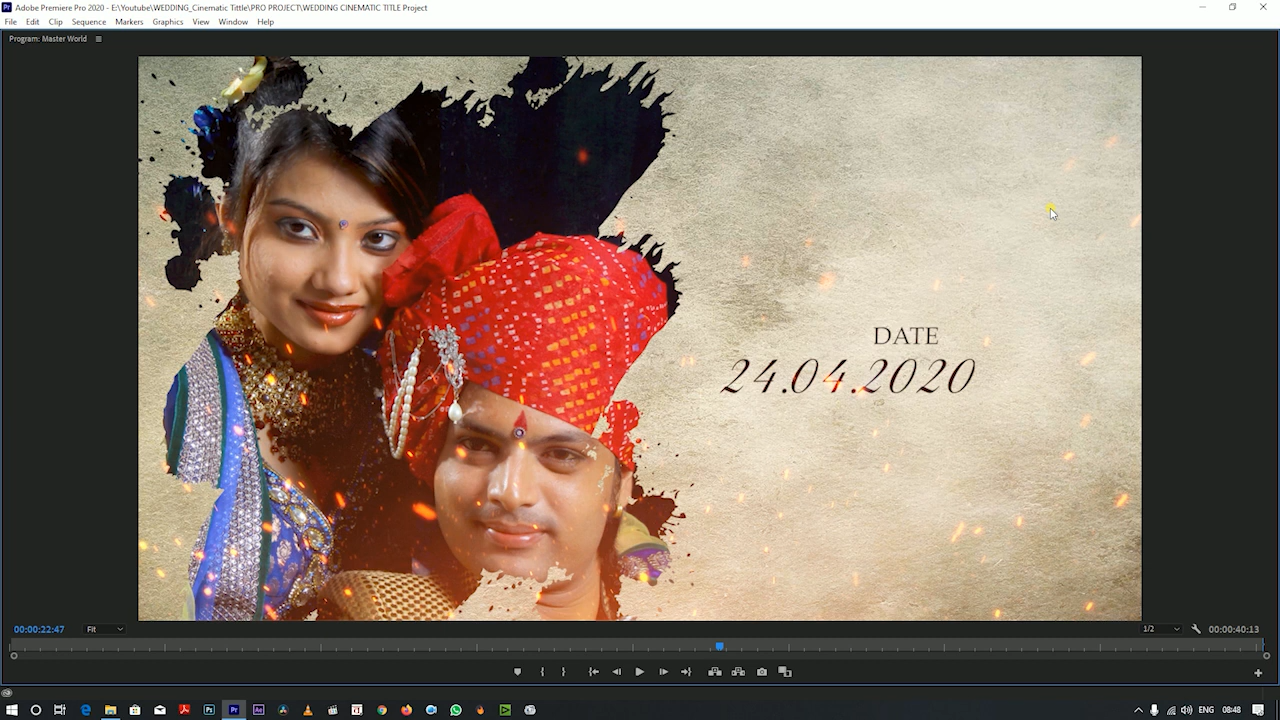 Adobe Premiere Pro 2020 - E:\Youtube\WEDDING_Cinematic Tittle\PRO PROJECT\WEDDING CINEMATIC TITLE Project
File Edit Clip Sequence Markers Graphics View Window Help
Program: Master World
DATE
24.04.2020
00:00:22:47 Fit 1/2 00:00:40:13
ENG 08:48